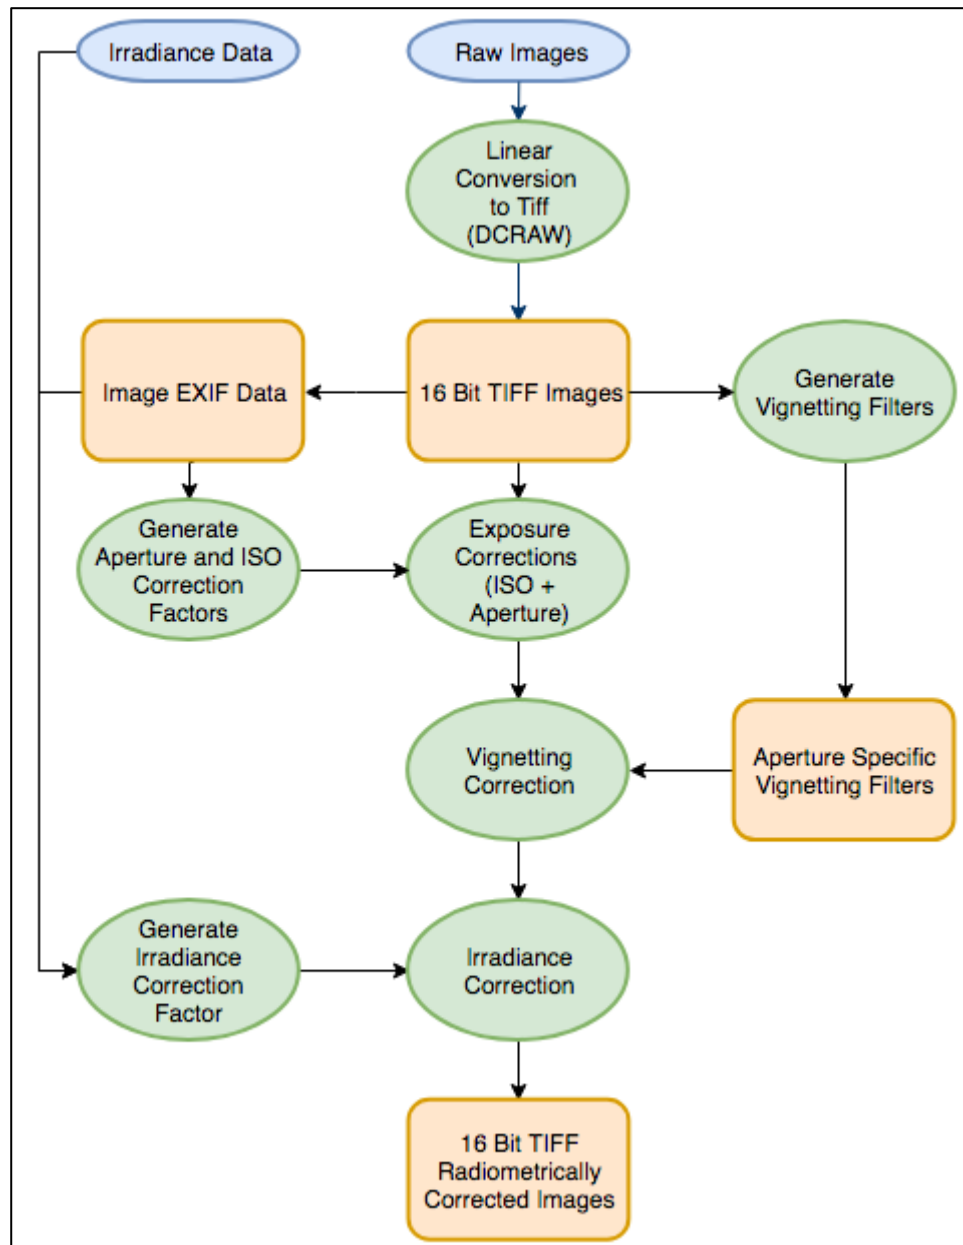 Irradiance Data
Raw Images
Linear
Conversion
to Tiff
(DCRAW)
Image EXIF Data
16 Bit TIFF Images
Generate
Vignetting Filters
Generate
Aperture and ISO
Correction
Factors
Exposure
Corrections
(ISO +
Aperture)
Vignetting
Correction
Aperture Specific
Vignetting Filters
Generate
Irradiance
Correction
Factor
Irradiance
Correction
16 Bit TIFF
Radiometrically
Corrected Images